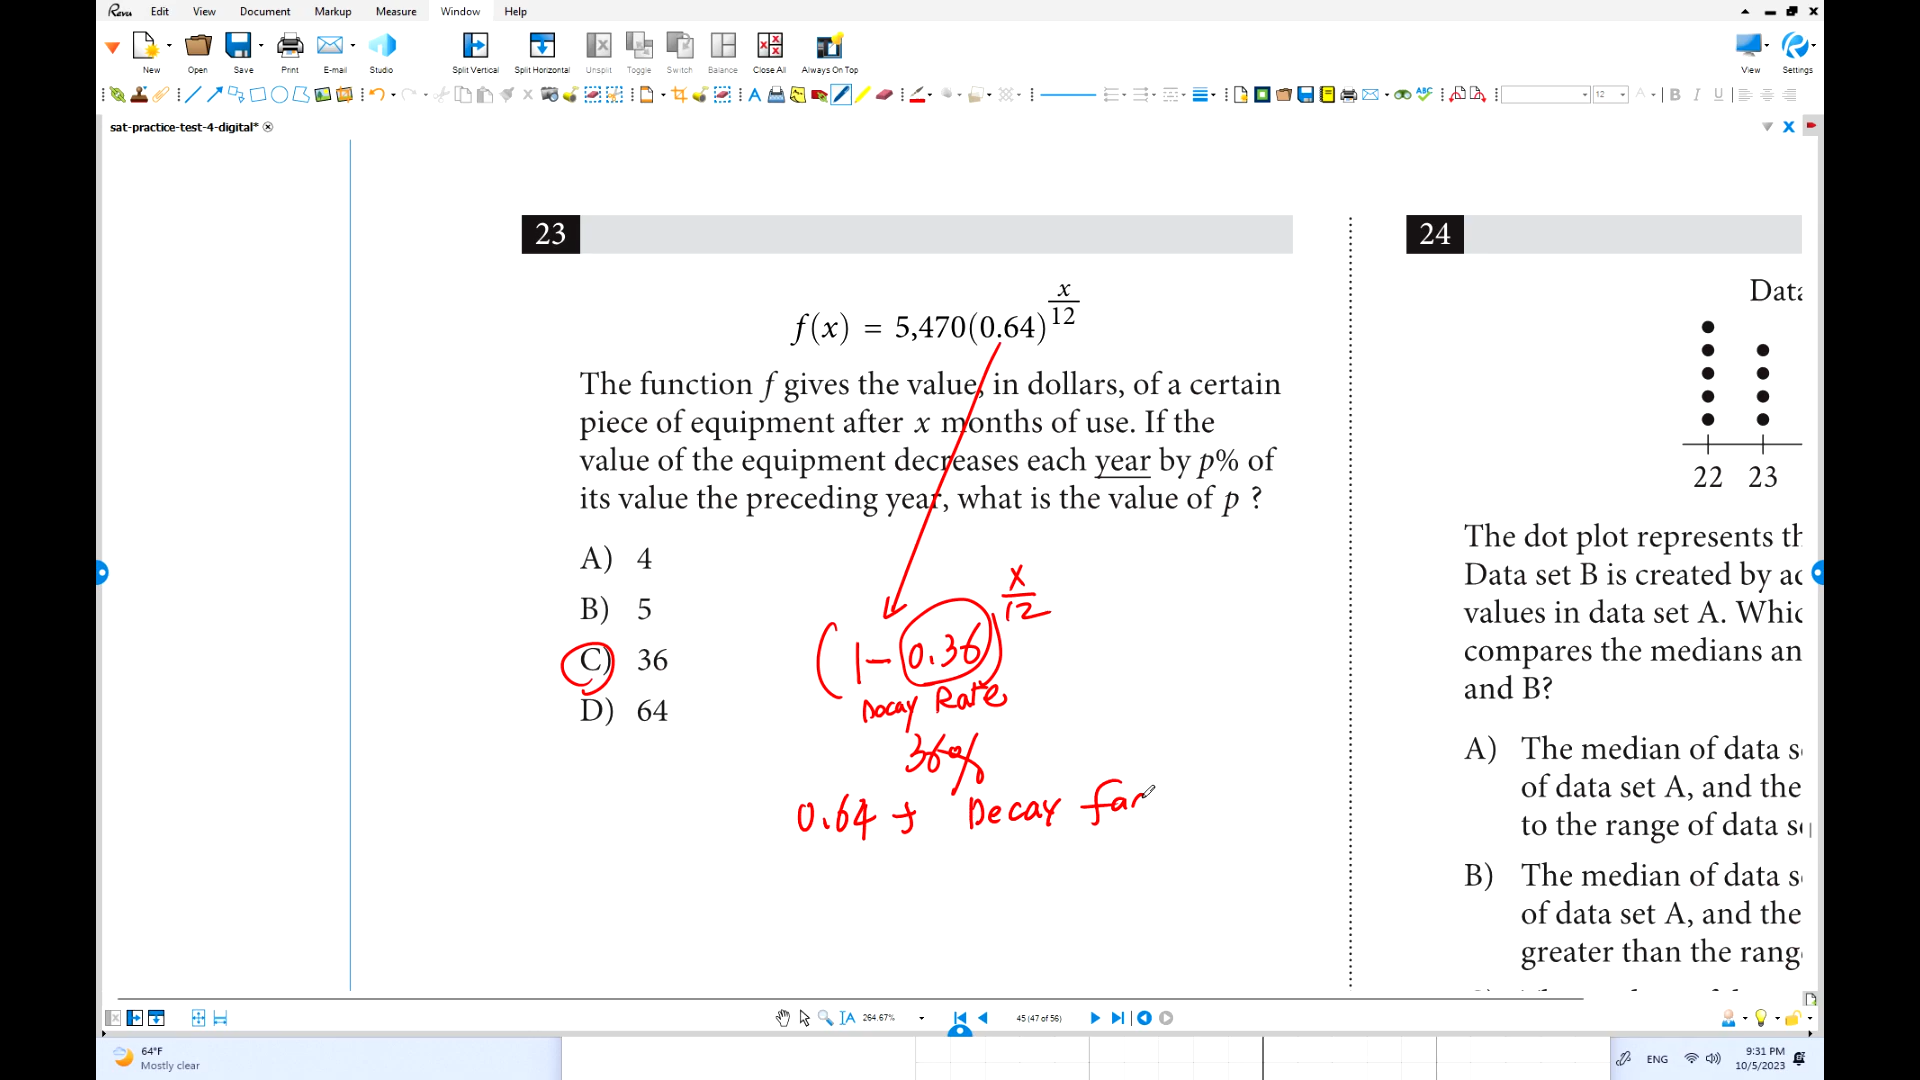 Revu Edit View Document Markup Measure Window Help
New Open Save Print E-mail Studio Split Vertical Split Horizontal Unsplit Toggle Switch Balance Close All Always On Top View Settings
12
sat-practice-test-4-digital*
23
f(x) = 5,470(0.64)^(x/12)
The function f gives the value, in dollars, of a certain
piece of equipment after x months of use. If the
value of the equipment decreases each year by p% of
its value the preceding year, what is the value of p ?
A) 4
B) 5
C) 36
D) 64
(1-0.36)^(x/12)
Decay Rate
36%
0.64 → Decay far
24
Data
22 23
The dot plot represents th
Data set B is created by ad
values in data set A. Whic
compares the medians an
and B?
A) The median of data s
of data set A, and the
to the range of data s
B) The median of data s
of data set A, and the
greater than the rang
264.67%
45 (47 of 56)
64°F
Mostly clear
ENG
9:31 PM
10/5/2023